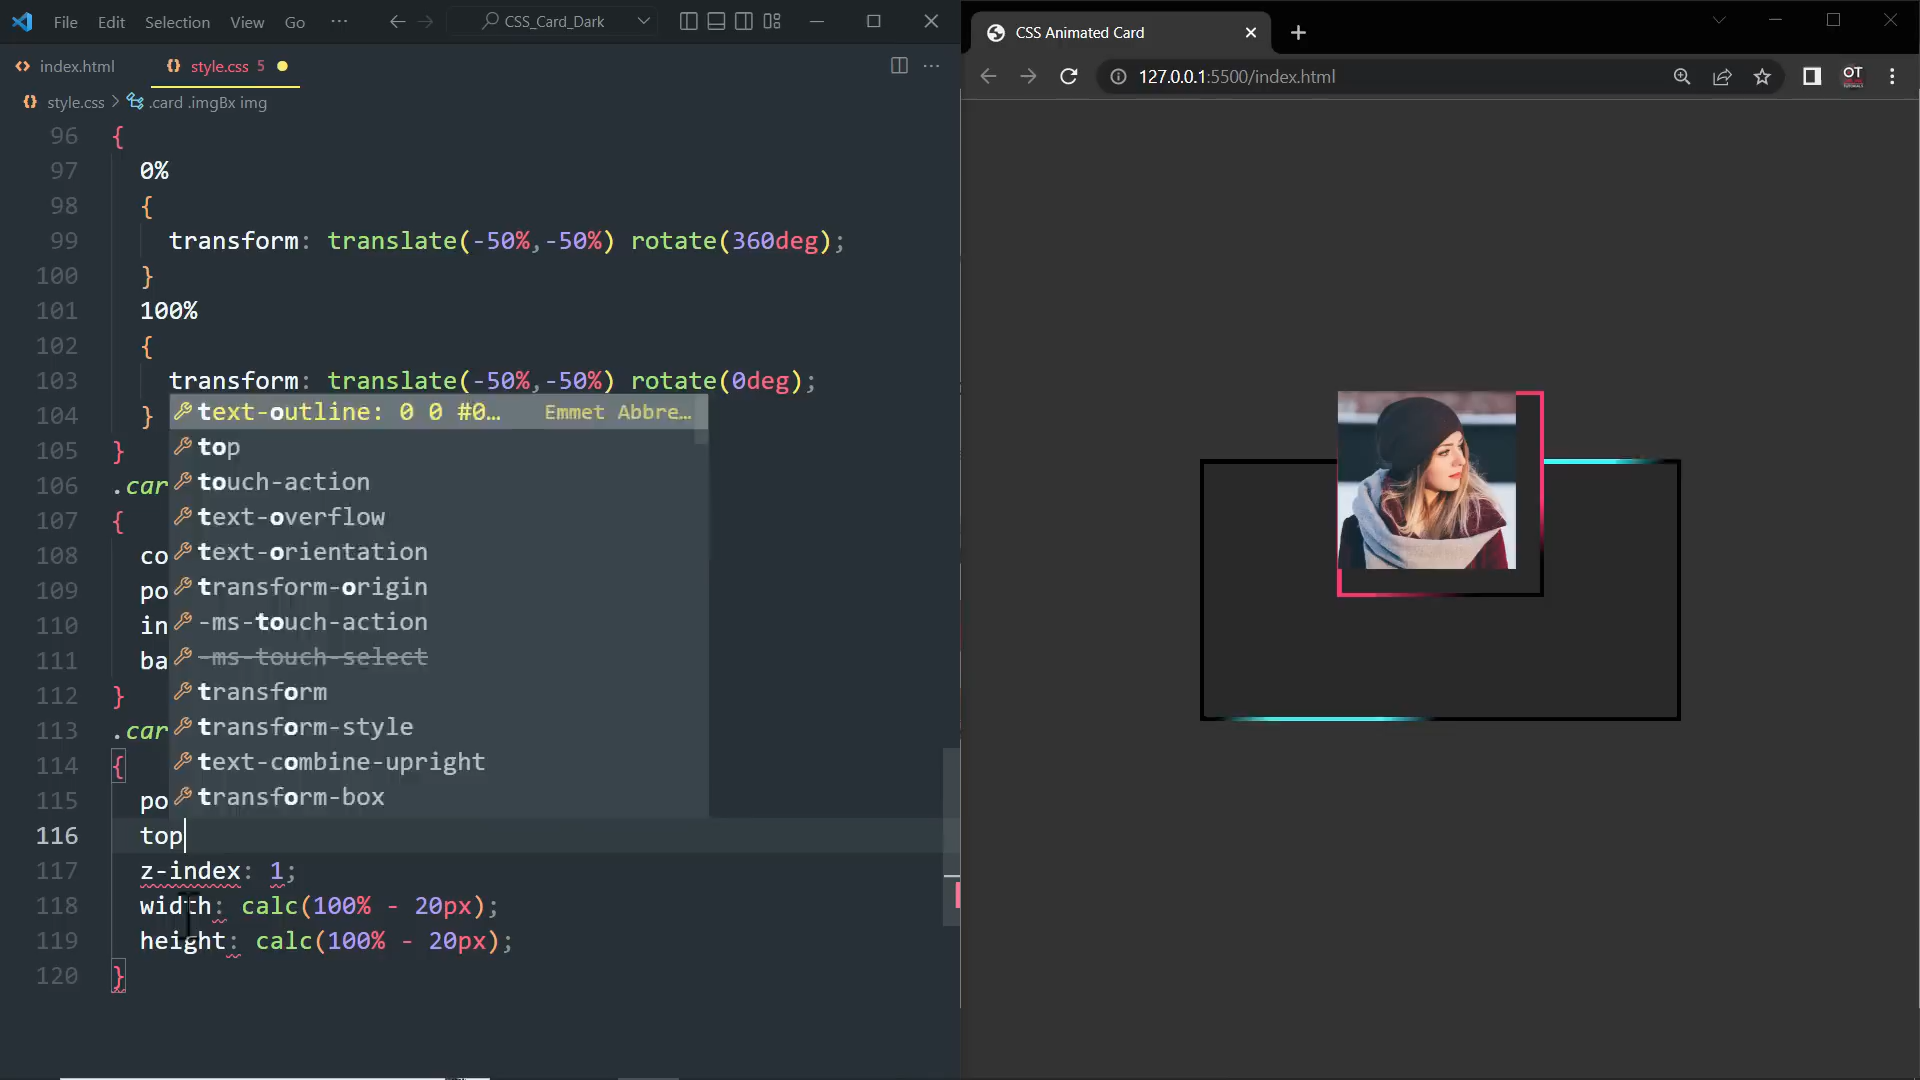 File Edit Selection View Go ··· CSS_Card_Dark
index.html style.css 5
style.css > .card .imgBx img
96 {
97 0%
98 {
99 transform: translate(-50%,-50%) rotate(360deg);
100 }
101 100%
102 {
103 transform: translate(-50%,-50%) rotate(0deg);
104 }
105 }
106 .car
107 {
108 co
109 po
110 in
111 ba
112 }
113 .car
114 {
115 po
116 top
117 z-index: 1;
118 width: calc(100% - 20px);
119 height: calc(100% - 20px);
120 }
text-outline: 0 0 #0… Emmet Abbre…
top
touch-action
text-overflow
text-orientation
transform-origin
-ms-touch-action
-ms-touch-select
transform
transform-style
text-combine-upright
transform-box
CSS Animated Card
127.0.0.1:5500/index.html
OT